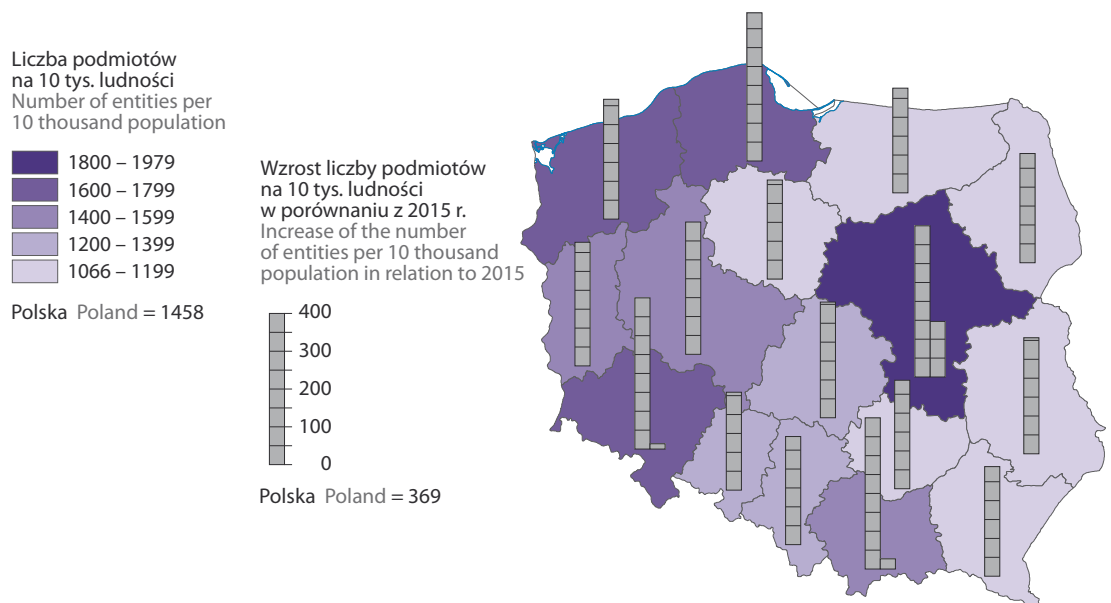 Liczba podmiotów
na 10 tys. ludności
Number of entities per
10 thousand population
1800 – 1979
1600 – 1799
1400 – 1599
1200 – 1399
1066 – 1199
Polska Poland = 1458
Wzrost liczby podmiotów
na 10 tys. ludności
w porównaniu z 2015 r.
Increase of the number
of entities per 10 thousand
population in relation to 2015
400
300
200
100
0
Polska Poland = 369